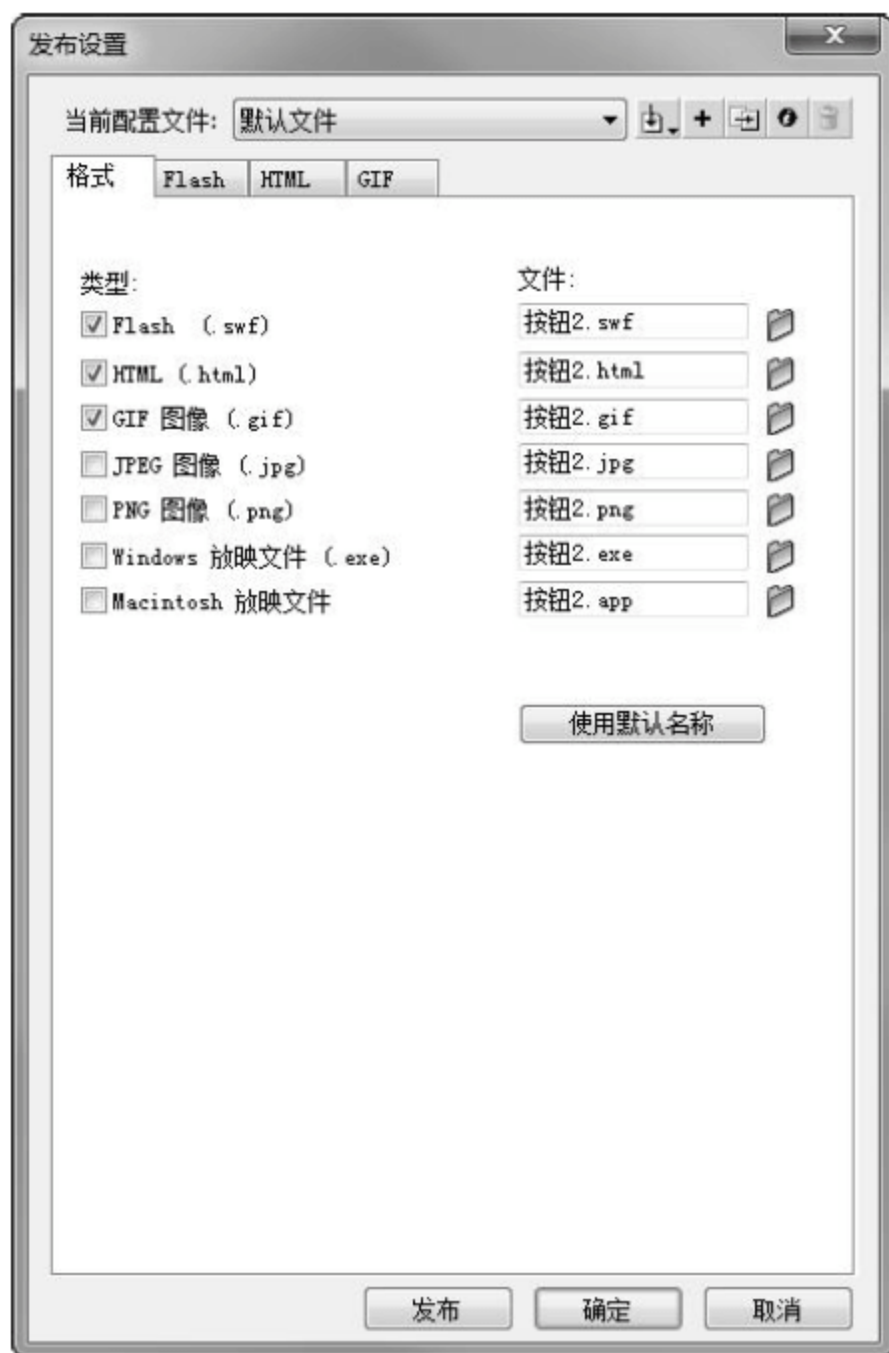 发布设置
当前配置文件: 默认文件
格式 Flash HTML GIF
类型: 文件:
Flash (.swf) 按钮2.swf
HTML (.html) 按钮2.html
GIF 图像 (.gif) 按钮2.gif
JPEG 图像 (.jpg) 按钮2.jpg
PNG 图像 (.png) 按钮2.png
Windows 放映文件 (.exe) 按钮2.exe
Macintosh 放映文件 按钮2.app
使用默认名称
发布 确定 取消